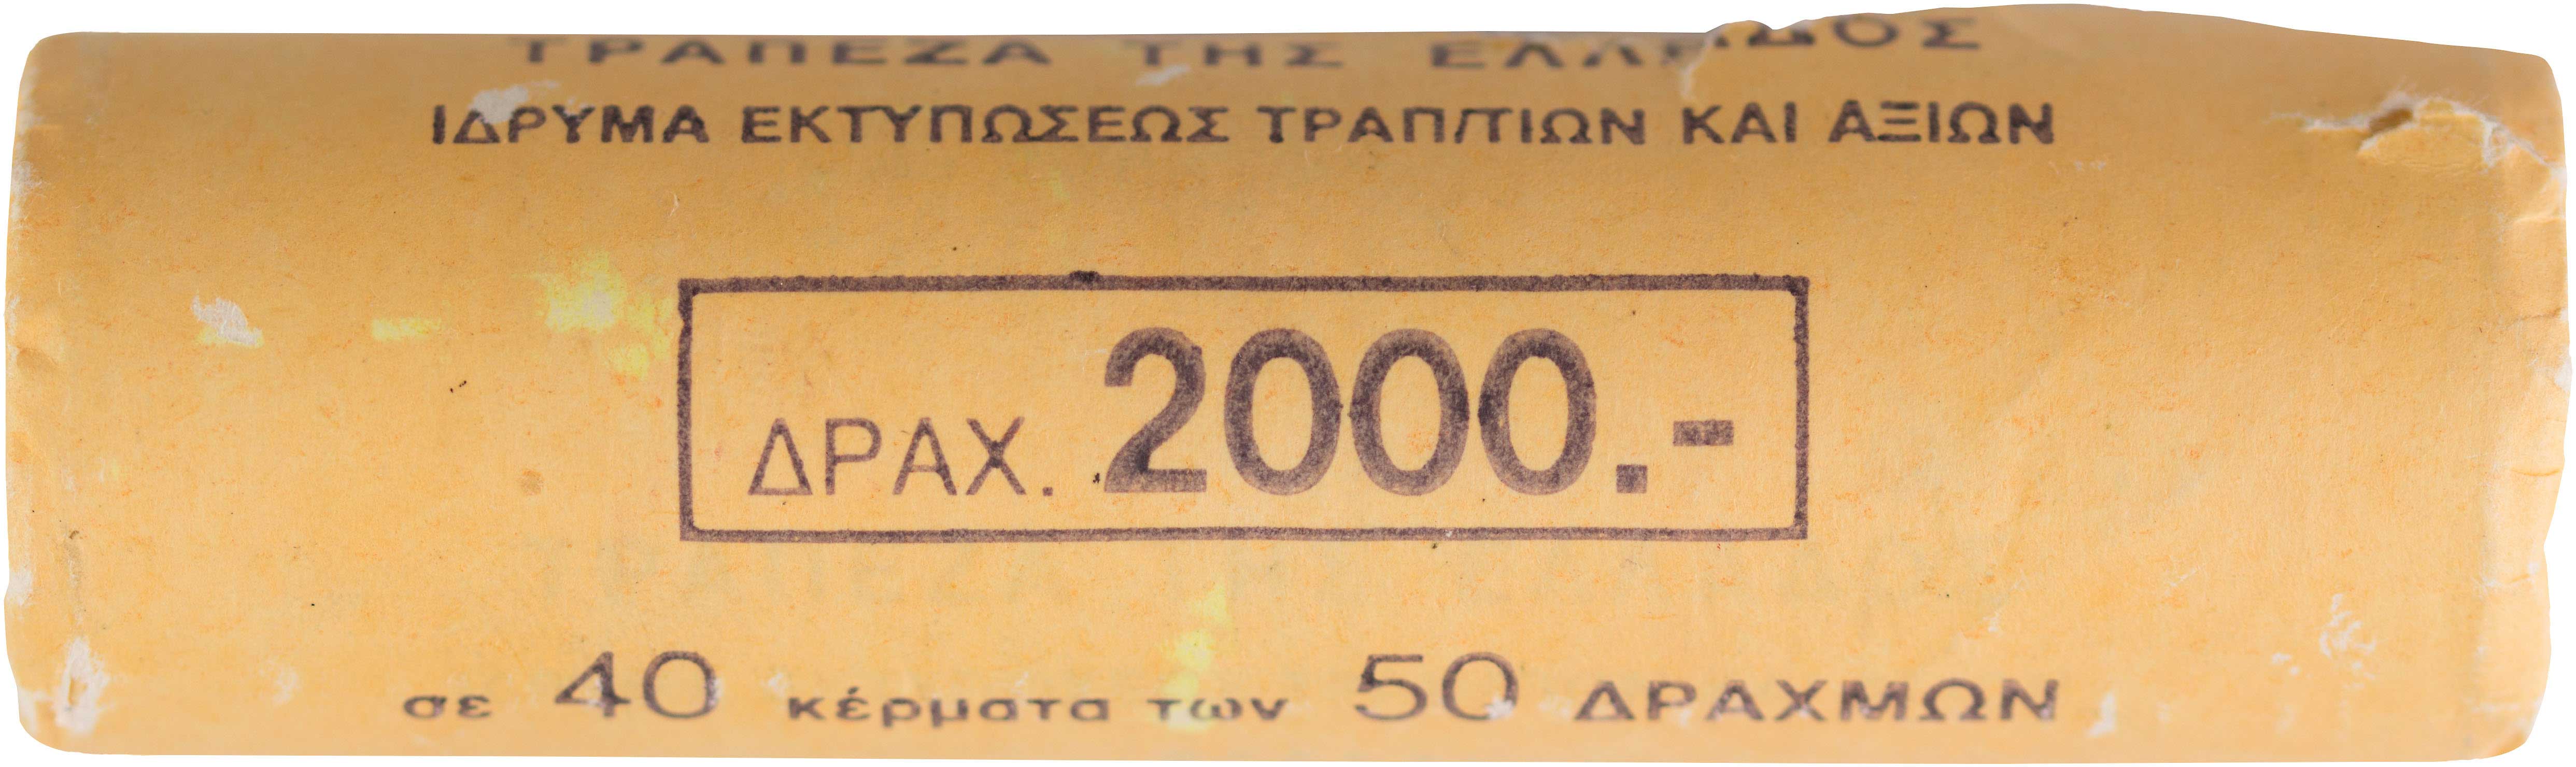 ΤΡΑΠΕΖΑ ΤΗΣ ΕΛΛΑΔΟΣ
ΙΔΡΥΜΑ ΕΚΤΥΠΩΣΕΩΣ ΤΡΑΠ/ΤΙΩΝ ΚΑΙ ΑΞΙΩΝ
ΔΡΑΧ. 2000.-
σε 40 κέρματα των 50 ΔΡΑΧΜΩΝ